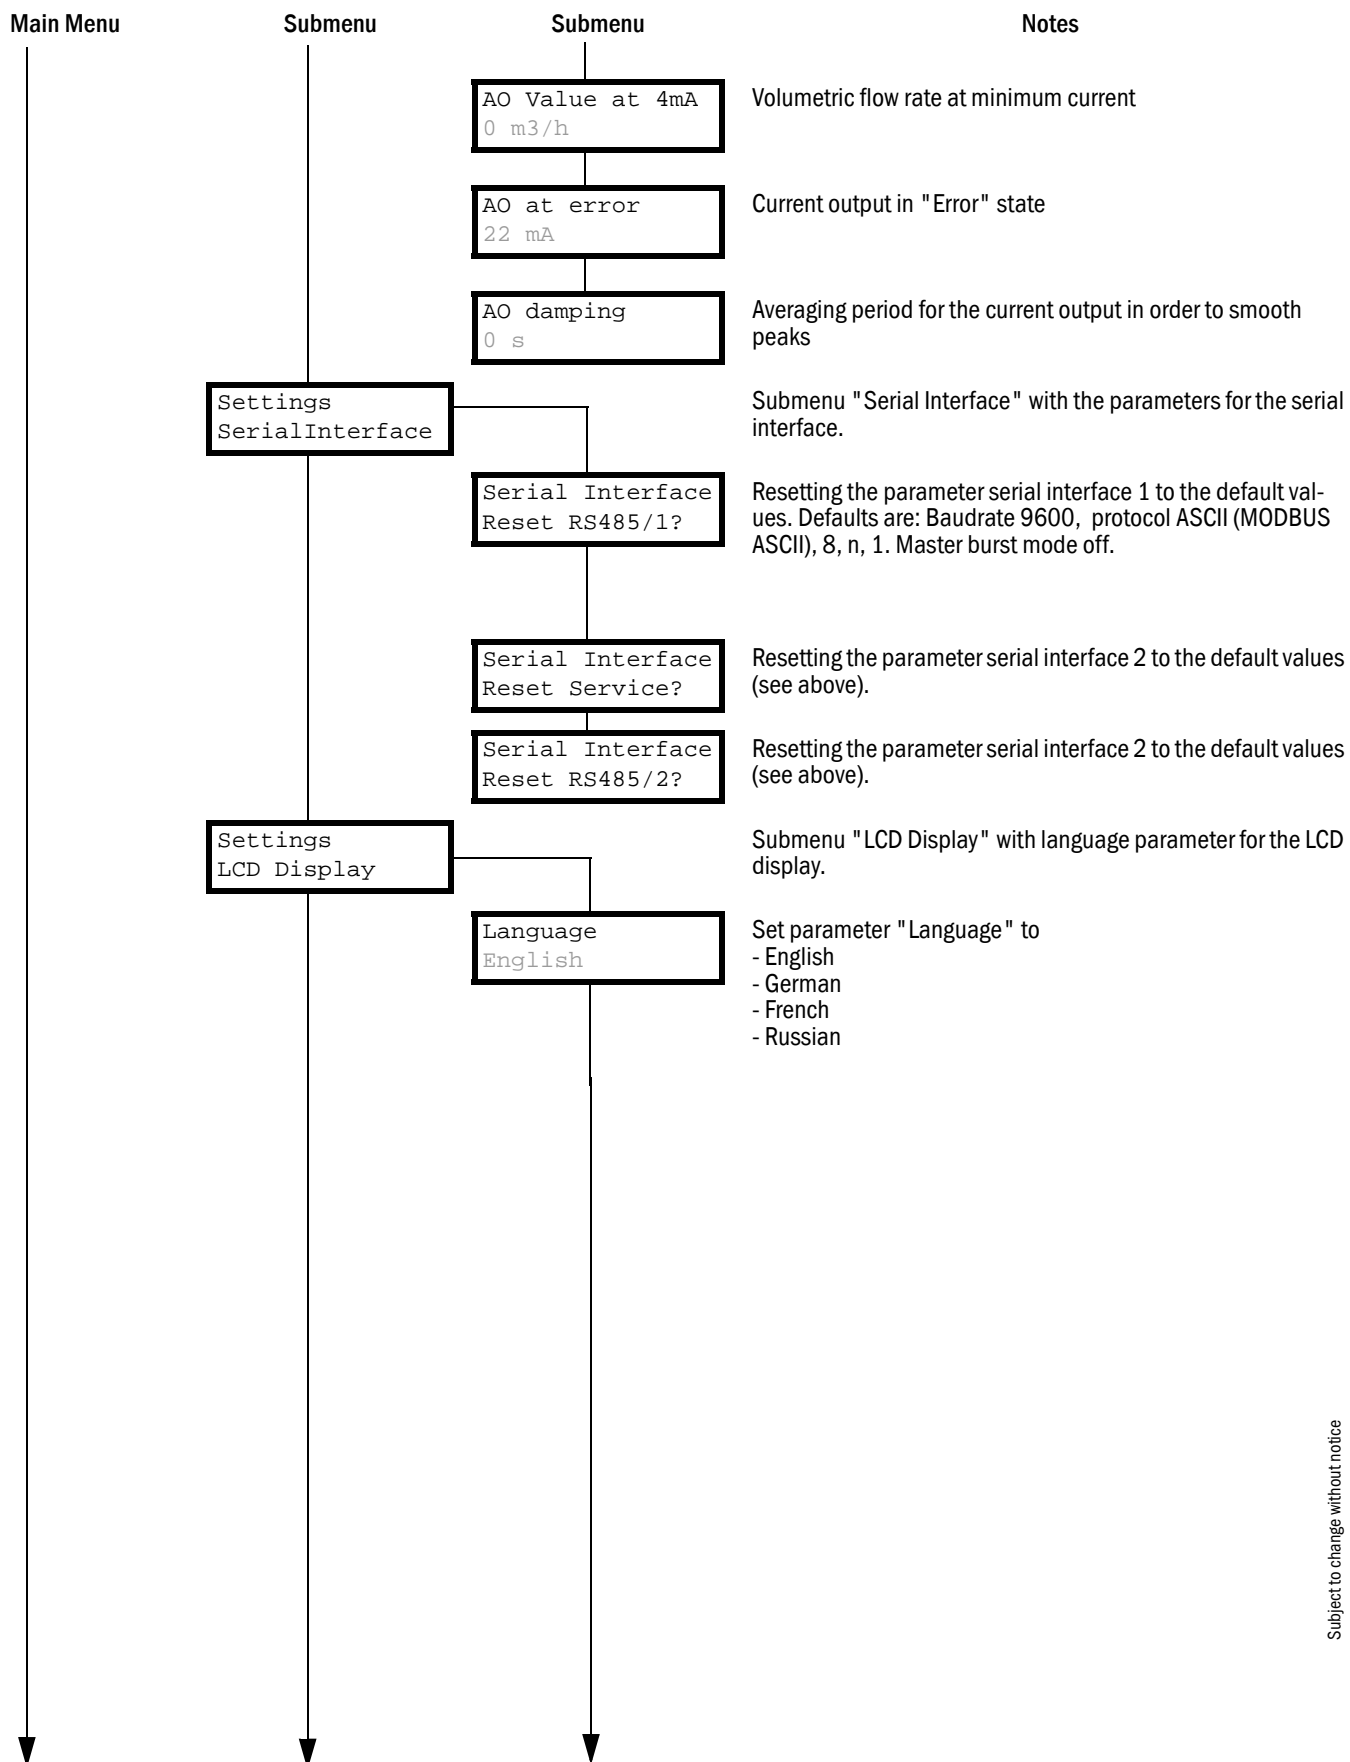 Main Menu Submenu Submenu Notes
AO Value at 4mA
0 m3/h
Volumetric flow rate at minimum current
AO at error
22 mA
Current output in "Error" state
AO damping
0 s
Averaging period for the current output in order to smooth
peaks
Settings
SerialInterface
Submenu "Serial Interface" with the parameters for the serial
interface.
Serial Interface
Reset RS485/1?
Resetting the parameter serial interface 1 to the default val-
ues. Defaults are: Baudrate 9600, protocol ASCII (MODBUS
ASCII), 8, n, 1. Master burst mode off.
Serial Interface
Reset Service?
Resetting the parameter serial interface 2 to the default values
(see above).
Serial Interface
Reset RS485/2?
Resetting the parameter serial interface 2 to the default values
(see above).
Settings
LCD Display
Submenu "LCD Display" with language parameter for the LCD
display.
Language
English
Set parameter "Language" to
- English
- German
- French
- Russian
Subject to change without notice